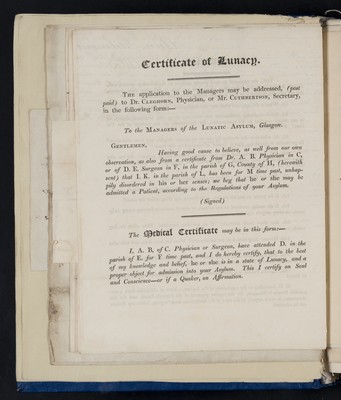 Certificate of Lunacy.
The application to the Managers may be addressed, (post
paid) to Dr. Cleghorn, Physician, or Mr. Cuthbertson, Secretary,
in the following form:—
To the Managers of the Lunatic Asylum, Glasgow.
Gentlemen,
Having good cause to believe, as well from our own
observation, as also from a certificate from Dr. A. B. Physician in C,
or of D. E. Surgeon in F, in the parish of G, County of H, (herewith
sent) that I. K. in the parish of L, has been for M time past, unhap-
pily disordered in his or her senses; we beg that he or she may be
admitted a Patient, according to the Regulations of your Asylum.
(Signed)
The Medical Certificate may be in this form:—
I, A. B. of C. Physician or Surgeon, have attended D. in the
parish of E. for Y time past, and I do hereby certify, that to the best
of my knowledge and belief, he or she is in a state of Lunacy, and a
proper object for admission into your Asylum. This I certify on Soul
and Conscience—or if a Quaker, on Affirmation.